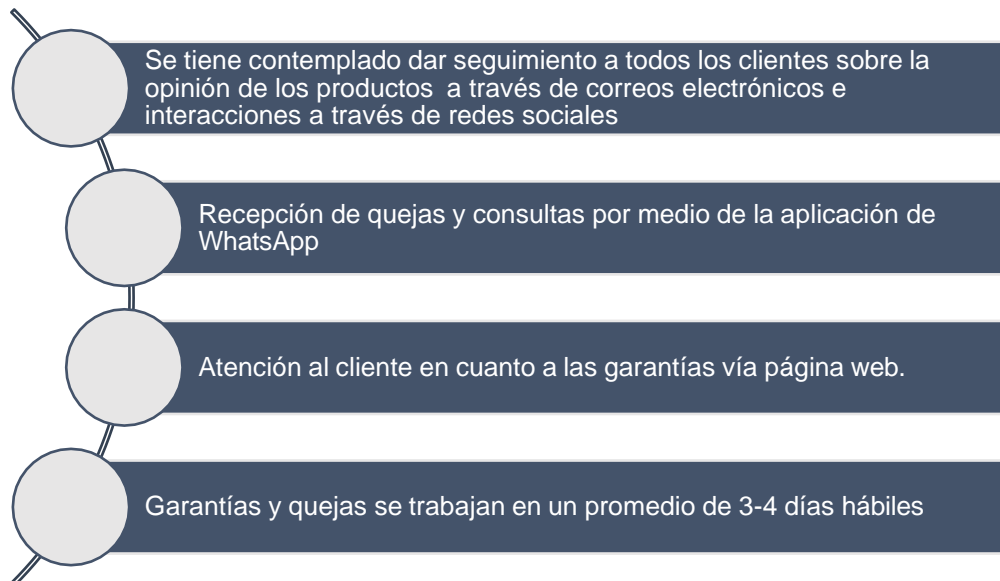 Se tiene contemplado dar seguimiento a todos los clientes sobre la
opinión de los productos  a través de correos electrónicos e
interacciones a través de redes sociales
Recepción de quejas y consultas por medio de la aplicación de
WhatsApp
Atención al cliente en cuanto a las garantías vía página web.
Garantías y quejas se trabajan en un promedio de 3-4 días hábiles